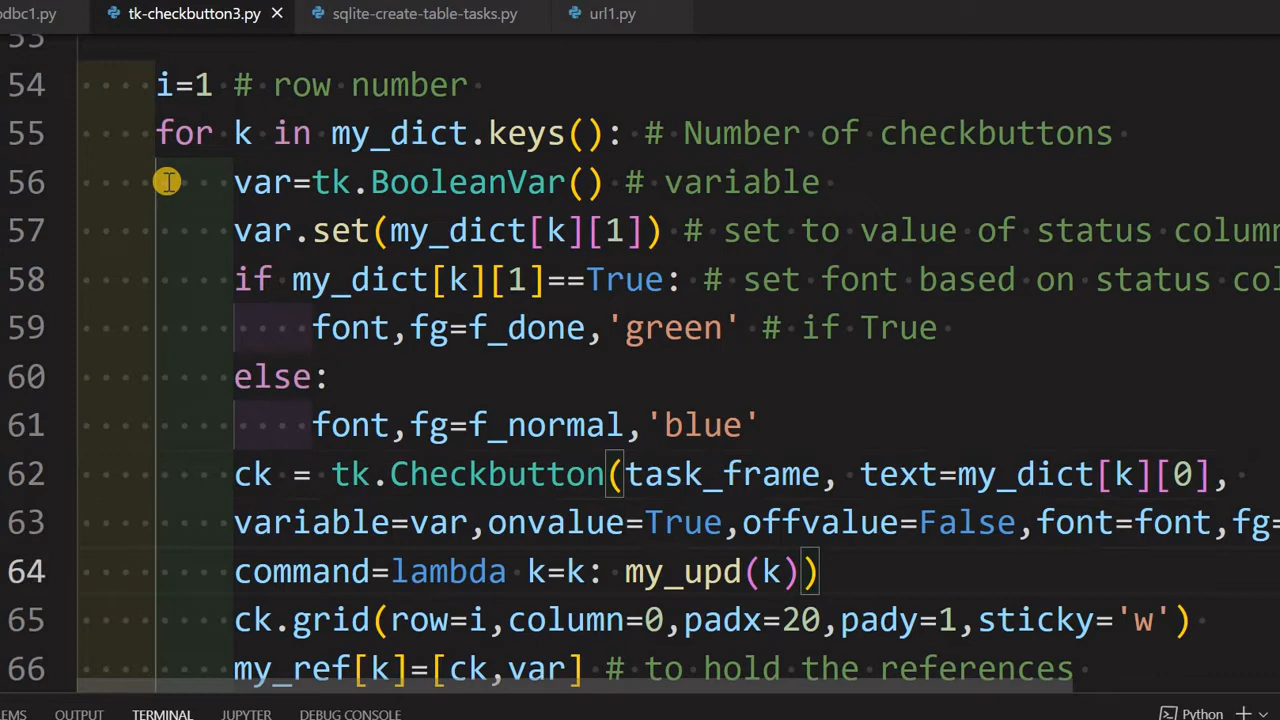 odbc1.py tk-checkbutton3.py × sqlite-create-table-tasks.py url1.py
53
54 i=1 # row number
55 for k in my_dict.keys(): # Number of checkbuttons
56 var=tk.BooleanVar() # variable
57 var.set(my_dict[k][1]) # set to value of status column
58 if my_dict[k][1]==True: # set font based on status col
59 font,fg=f_done,'green' # if True
60 else:
61 font,fg=f_normal,'blue'
62 ck = tk.Checkbutton(task_frame, text=my_dict[k][0],
63 variable=var,onvalue=True,offvalue=False,font=font,fg=
64 command=lambda k=k: my_upd(k))
65 ck.grid(row=i,column=0,padx=20,pady=1,sticky='w')
66 my_ref[k]=[ck,var] # to hold the references
LEMS OUTPUT TERMINAL JUPYTER DEBUG CONSOLE Python